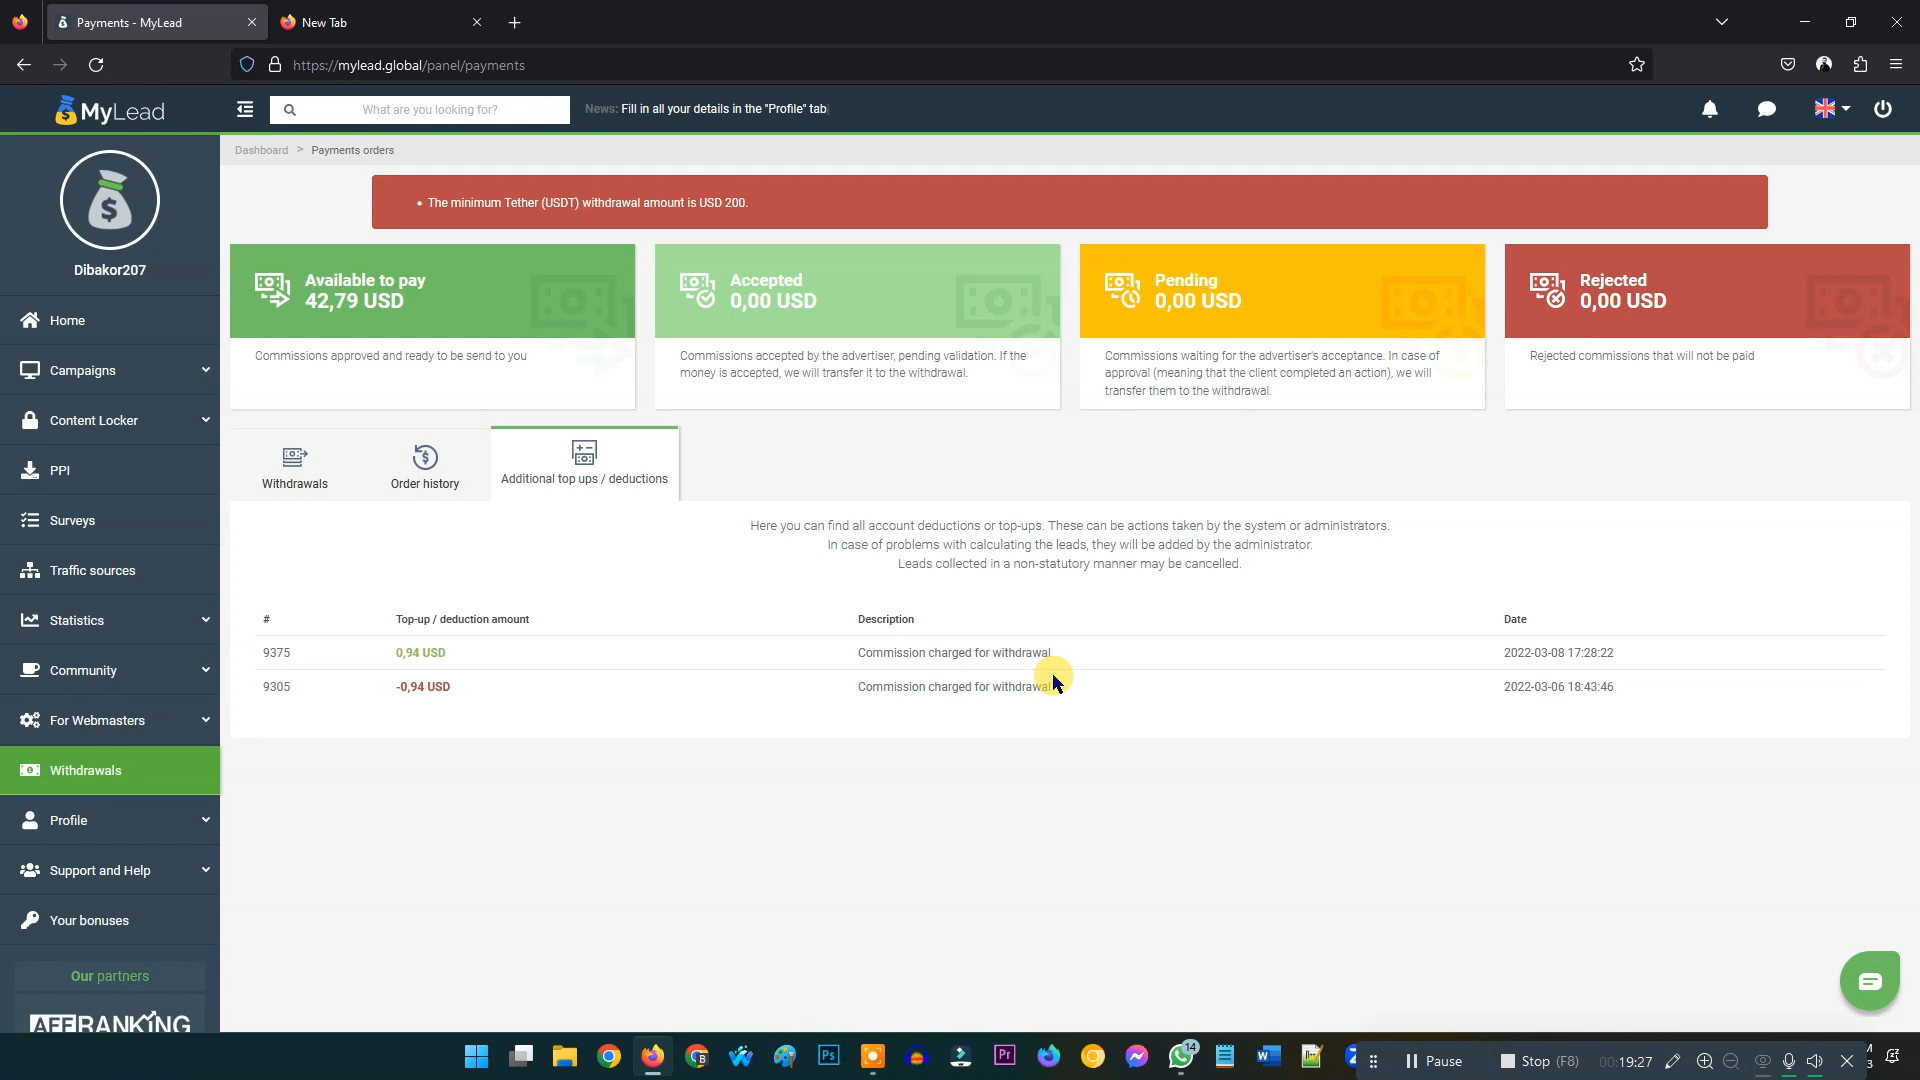 Payments - MyLead
New Tab
https://mylead.global/panel/payments
MyLead
What are you looking for?
News: Fill in all your details in the "Profile" tab
Dibakor207
Home
Campaigns
Content Locker
PPI
Surveys
Traffic sources
Statistics
Community
For Webmasters
Withdrawals
Profile
Support and Help
Your bonuses
Our partners
AFFRANKING
Dashboard > Payments orders
• The minimum Tether (USDT) withdrawal amount is USD 200.
Available to pay
42,79 USD
Commissions approved and ready to be send to you
Accepted
0,00 USD
Commissions accepted by the advertiser, pending validation. If the
money is accepted, we will transfer it to the withdrawal.
Pending
0,00 USD
Commissions waiting for the advertiser's acceptance. In case of
approval (meaning that the client completed an action), we will
transfer them to the withdrawal.
Rejected
0,00 USD
Rejected commissions that will not be paid
Withdrawals
Order history
Additional top ups / deductions
Here you can find all account deductions or top-ups. These can be actions taken by the system or administrators.
In case of problems with calculating the leads, they will be added by the administrator.
Leads collected in a non-statutory manner may be cancelled.
# Top-up / deduction amount Description Date
9375 0,94 USD Commission charged for withdrawal 2022-03-08 17:28:22
9305 -0,94 USD Commission charged for withdrawal 2022-03-06 18:43:46
B
Ps
Pr
14
Pause
Stop (F8)
00:19:27
M
3